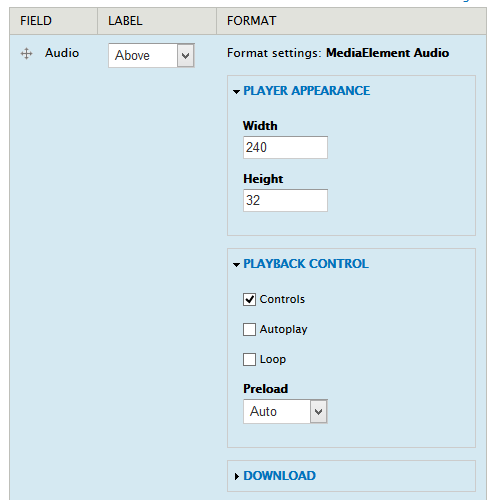 FIELD LABEL FORMAT
Audio Above Format settings: MediaElement Audio
PLAYER APPEARANCE
Width
240
Height
32
PLAYBACK CONTROL
Controls
Autoplay
Loop
Preload
Auto
DOWNLOAD